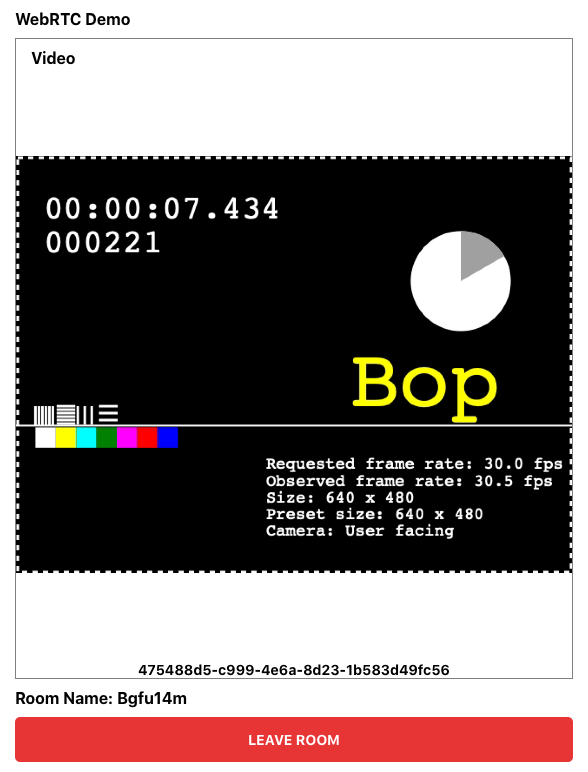 WebRTC Demo
Video
00:00:07.434
000221
Bop
Requested frame rate: 30.0 fps
Observed frame rate: 30.5 fps
Size: 640 x 480
Preset size: 640 x 480
Camera: User facing
475488d5-c999-4e6a-8d23-1b583d49fc56
Room Name: Bgfu14m
LEAVE ROOM